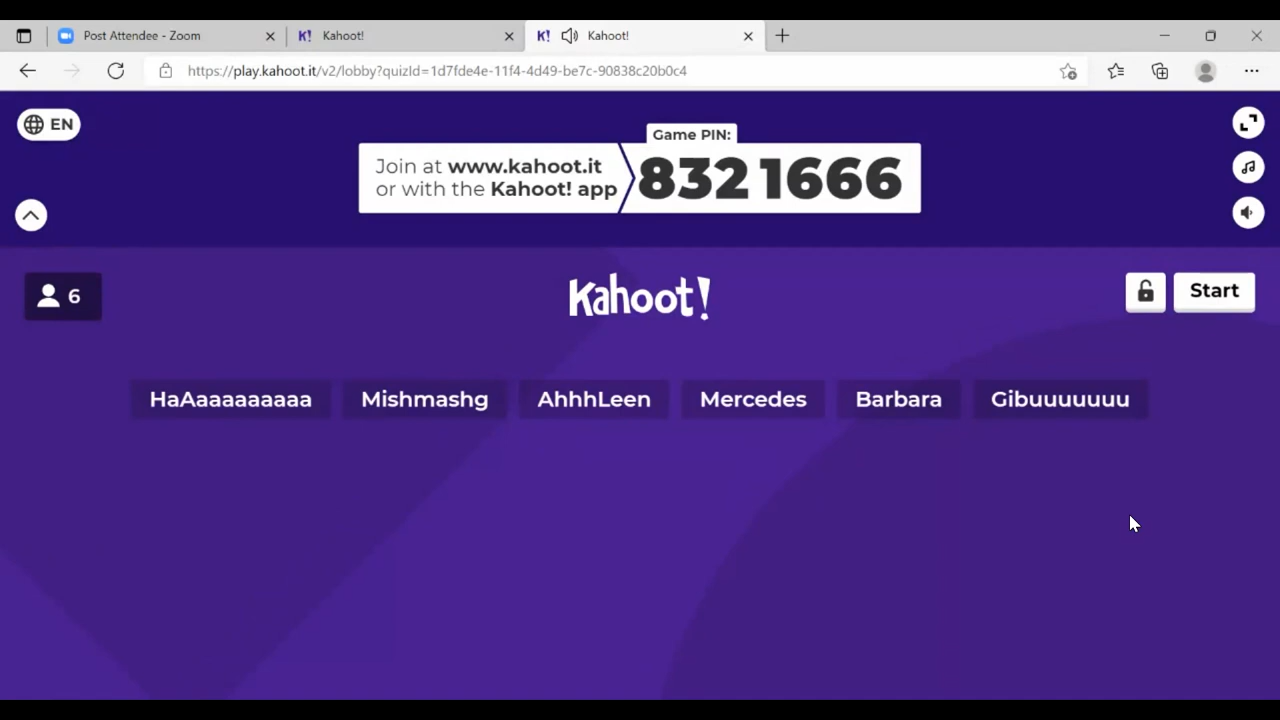 Post Attendee - Zoom
Kahoot!
Kahoot!
https://play.kahoot.it/v2/lobby?quizId=1d7fde4e-11f4-4d49-be7c-90838c20b0c4
EN
Game PIN:
Join at www.kahoot.it
or with the Kahoot! app
832 1666
6
Kahoot!
Start
HaAaaaaaaaaa
Mishmashg
AhhhLeen
Mercedes
Barbara
Gibuuuuuuu